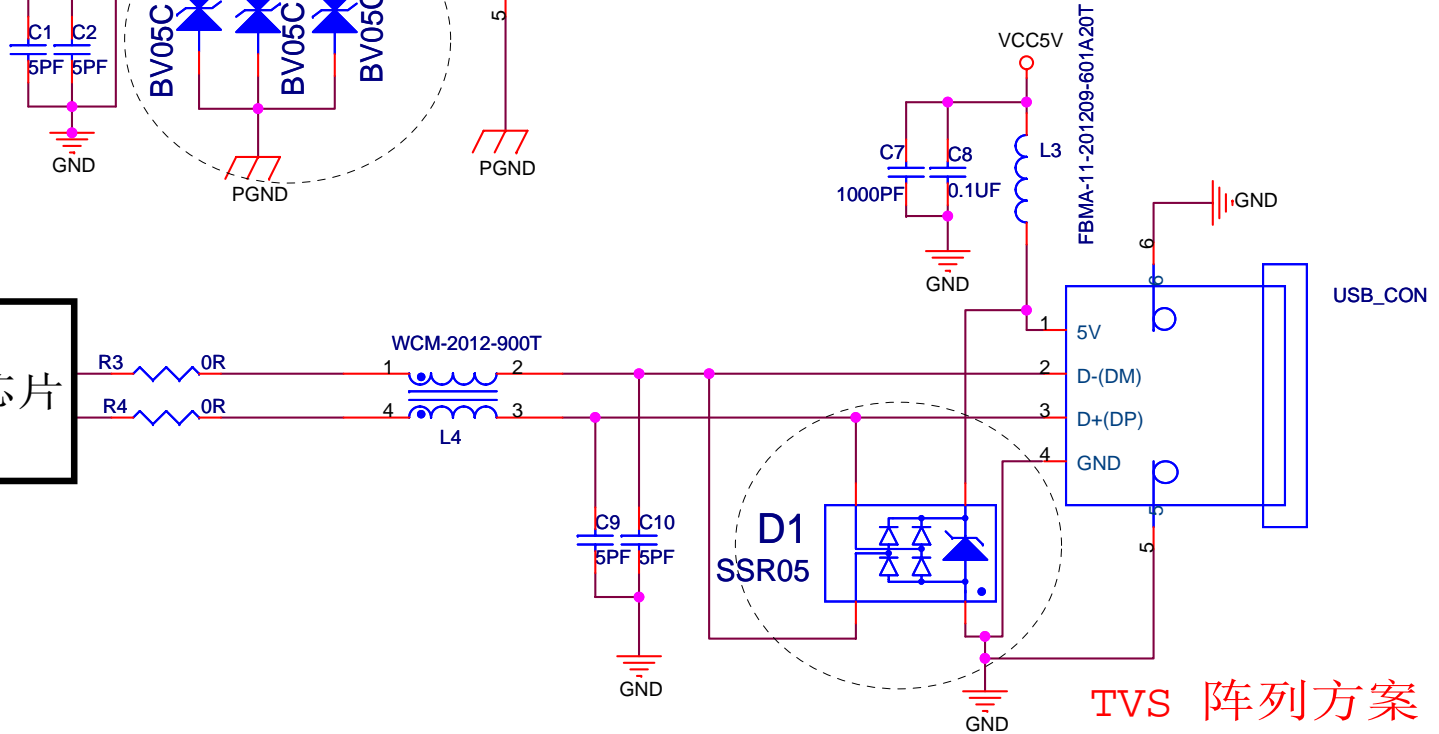 C1
C2
5PF
5PF
GND
BV05C
BV05C
BV05C
PGND
5
PGND
VCC5V
FBMA-11-201209-601A20T
C7
C8
1000PF
0.1UF
L3
GND
GND
6
6
USB_CON
1
5V
2
D-(DM)
3
D+(DP)
4
GND
5
5
芯片
R3
0R
R4
0R
WCM-2012-900T
1
2
4
3
L4
C9
C10
5PF
5PF
GND
D1
SSR05
GND
TVS 阵列方案